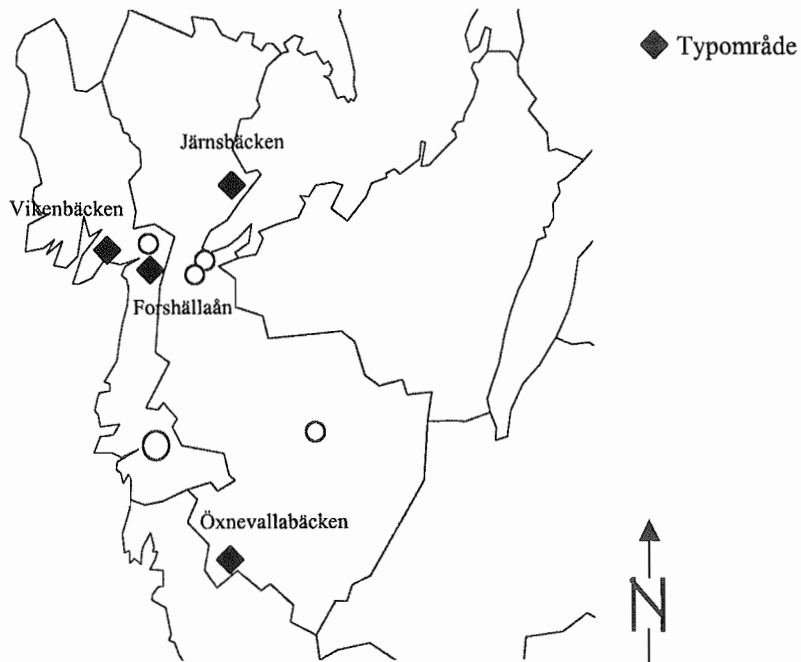 Typområde
Järnsbäcken
Vikenbäcken
Forshällaån
Öxnevallabäcken
N